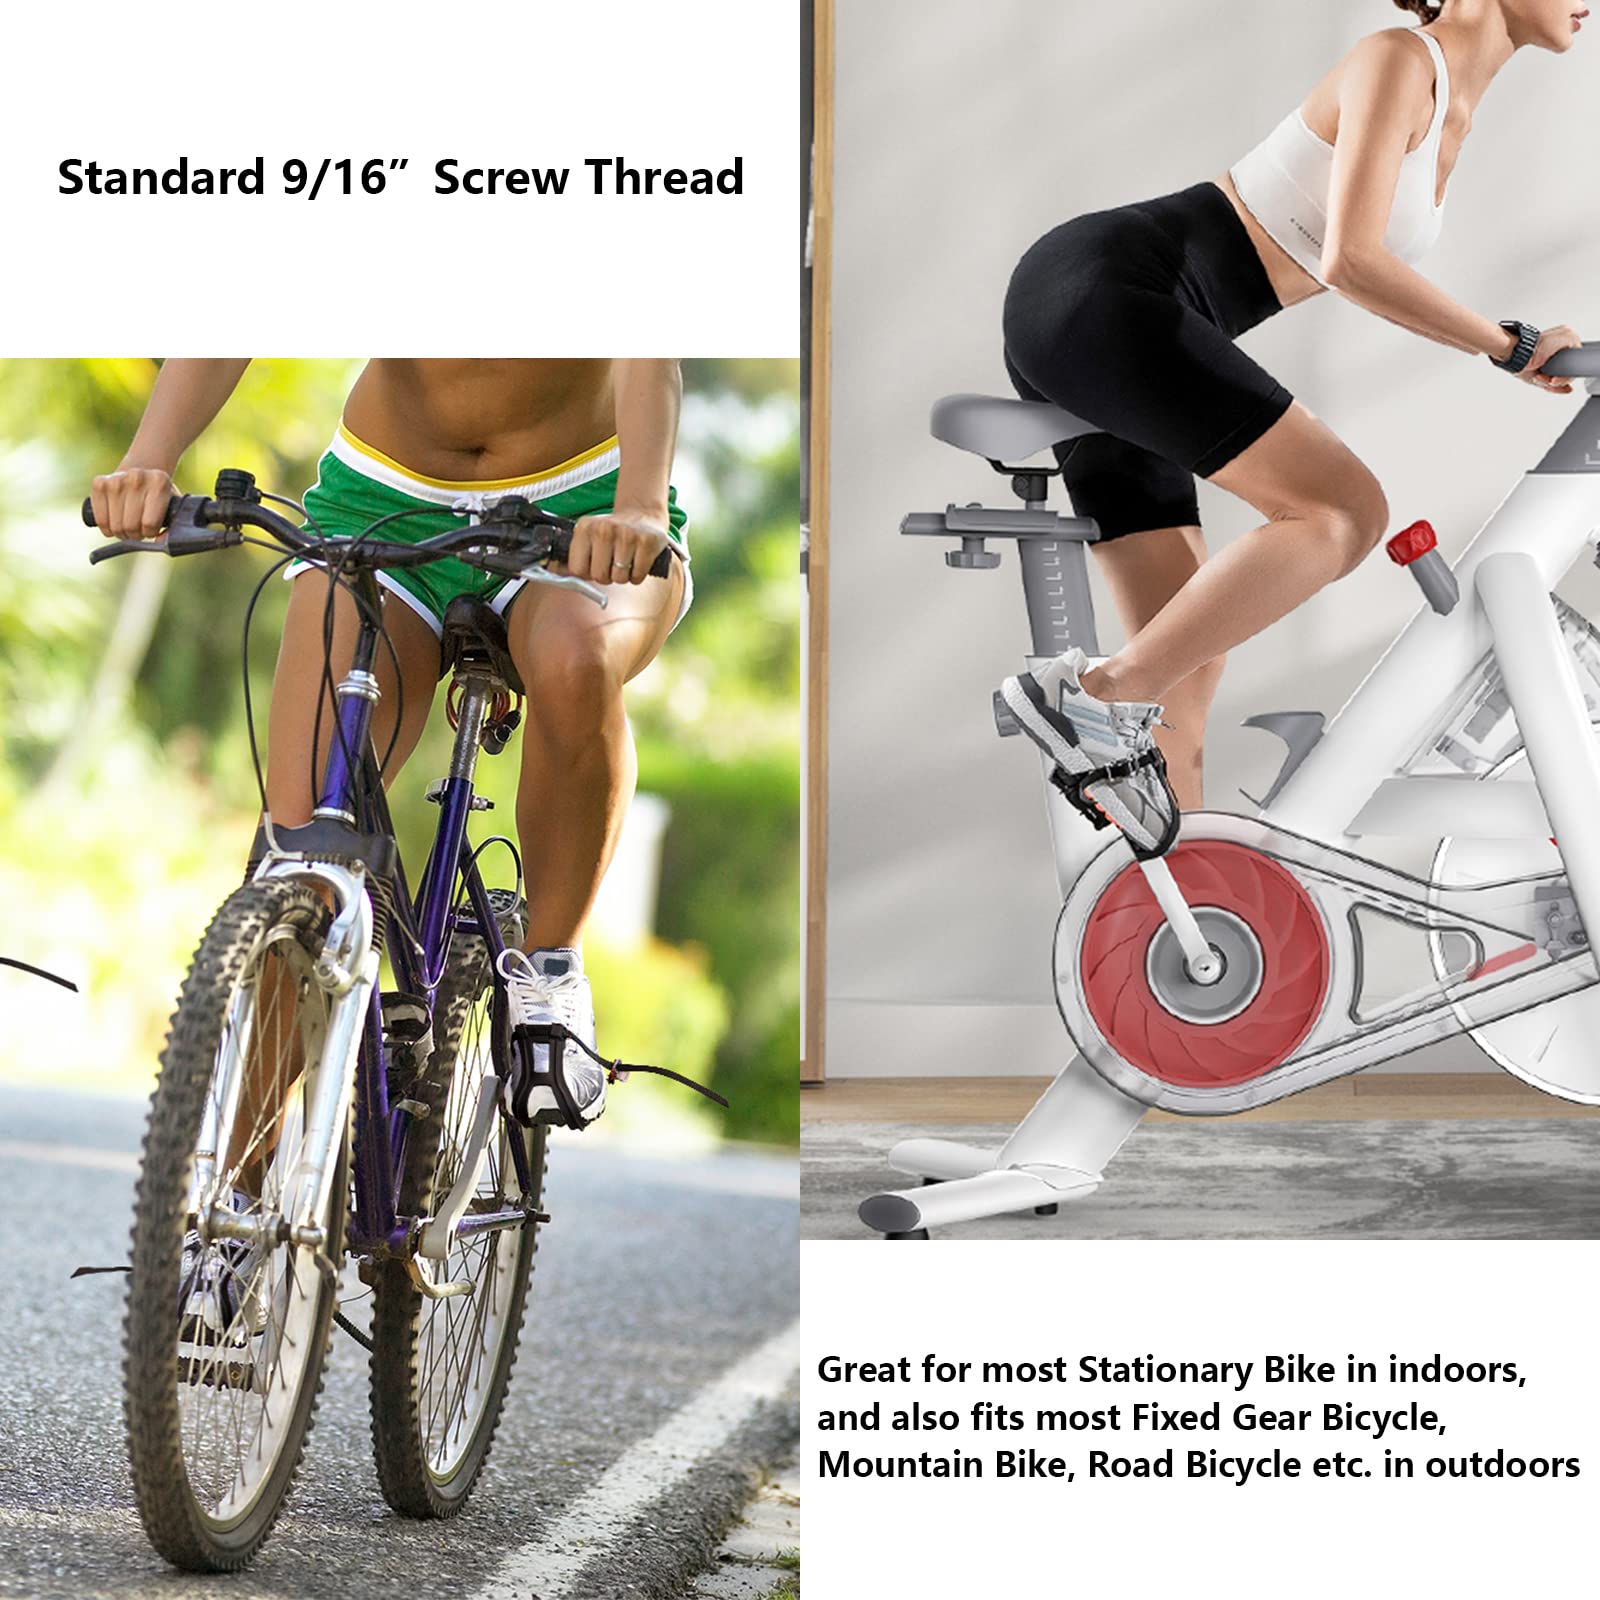 Standard 9/16” Screw Thread
Great for most Stationary Bike in indoors,
and also fits most Fixed Gear Bicycle,
Mountain Bike, Road Bicycle etc. in outdoors